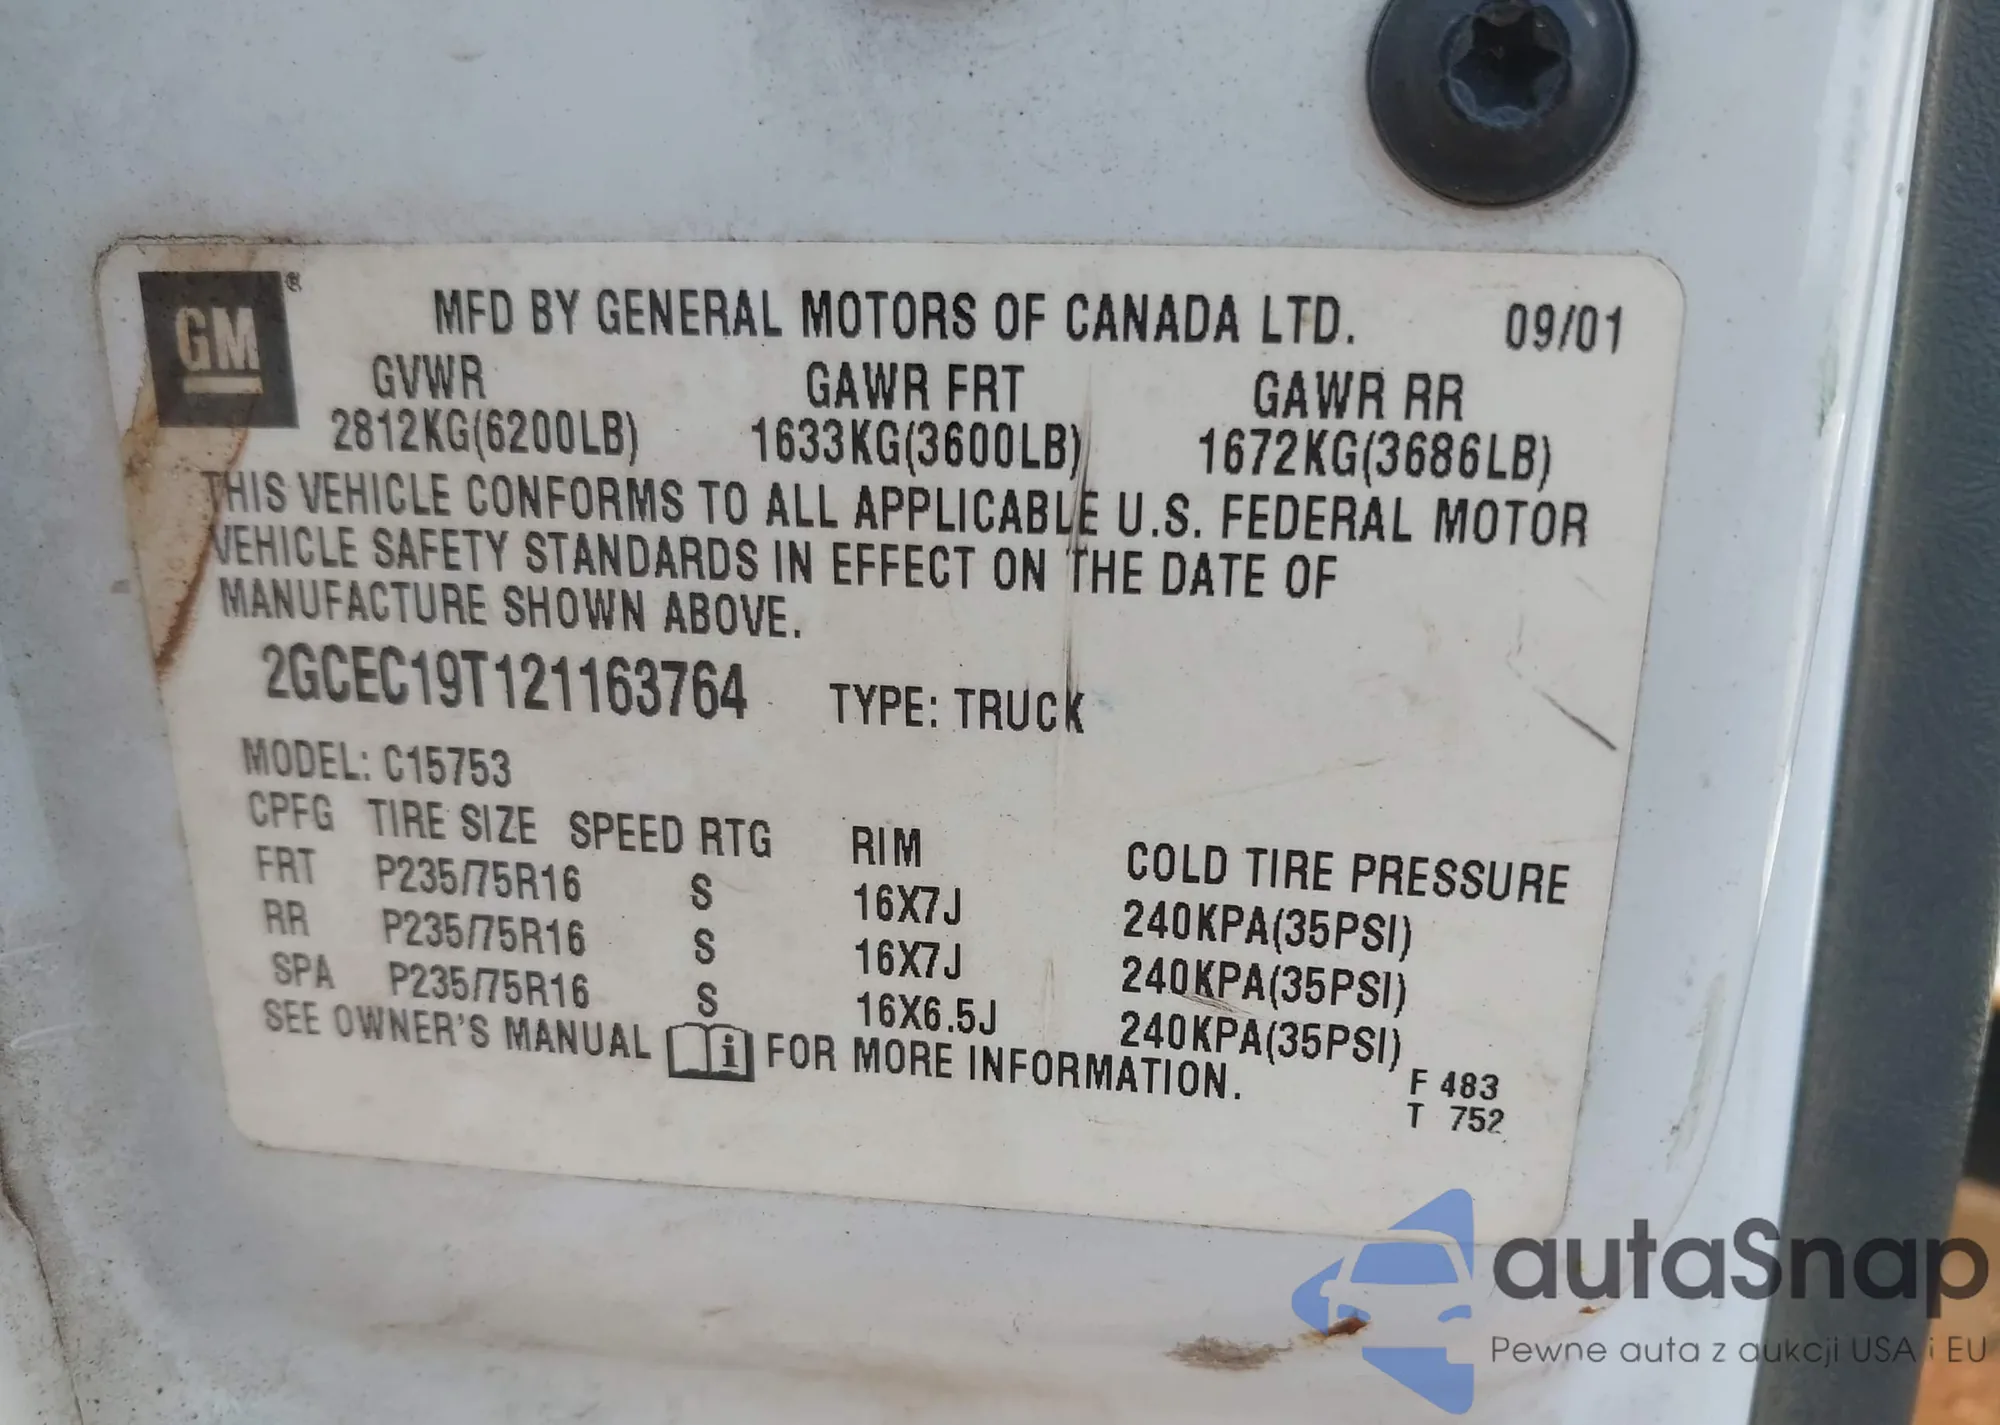 GM®
MFD BY GENERAL MOTORS OF CANADA LTD. 09/01
GVWR GAWR FRT GAWR RR
2812KG(6200LB) 1633KG(3600LB) 1672KG(3686LB)
THIS VEHICLE CONFORMS TO ALL APPLICABLE U.S. FEDERAL MOTOR
VEHICLE SAFETY STANDARDS IN EFFECT ON THE DATE OF
MANUFACTURE SHOWN ABOVE.
2GCEC19T121163764 TYPE: TRUCK
MODEL: C15753
CPFG TIRE SIZE SPEED RTG RIM COLD TIRE PRESSURE
FRT P235/75R16 S 16X7J 240KPA(35PSI)
RR P235/75R16 S 16X7J 240KPA(35PSI)
SPA P235/75R16 S 16X6.5J 240KPA(35PSI)
SEE OWNER'S MANUAL i FOR MORE INFORMATION.
F 483
T 752
autaSnap
Pewne auta z aukcji USA i EU